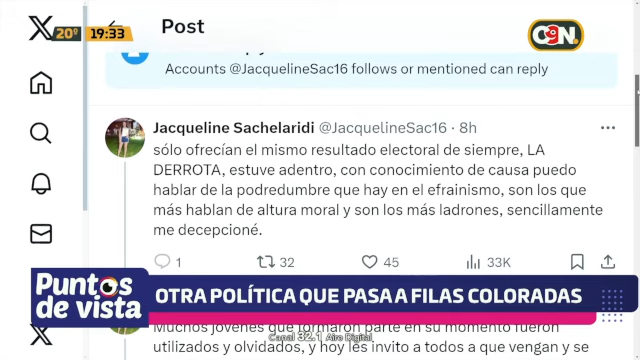 20º
19:33
Post
C9N
Accounts @JacquelineSac16 follows or mentioned can reply
Jacqueline Sachelaridi @JacquelineSac16 · 8h
sólo ofrecían el mismo resultado electoral de siempre, LA
DERROTA, estuve adentro, con conocimiento de causa puedo
hablar de la podredumbre que hay en el efrainismo, son los que
más hablan de altura moral y son los más ladrones, sencillamente
me decepcioné.
1 32 45 33K
Puntos
de vista
OTRA POLÍTICA QUE PASA A FILAS COLORADAS
Muchos jóvenes que formaron parte en su momento fueron
Canal 32.1 Aire Digital
utilizados y olvidados, y hoy les invito a todos a que vengan y se